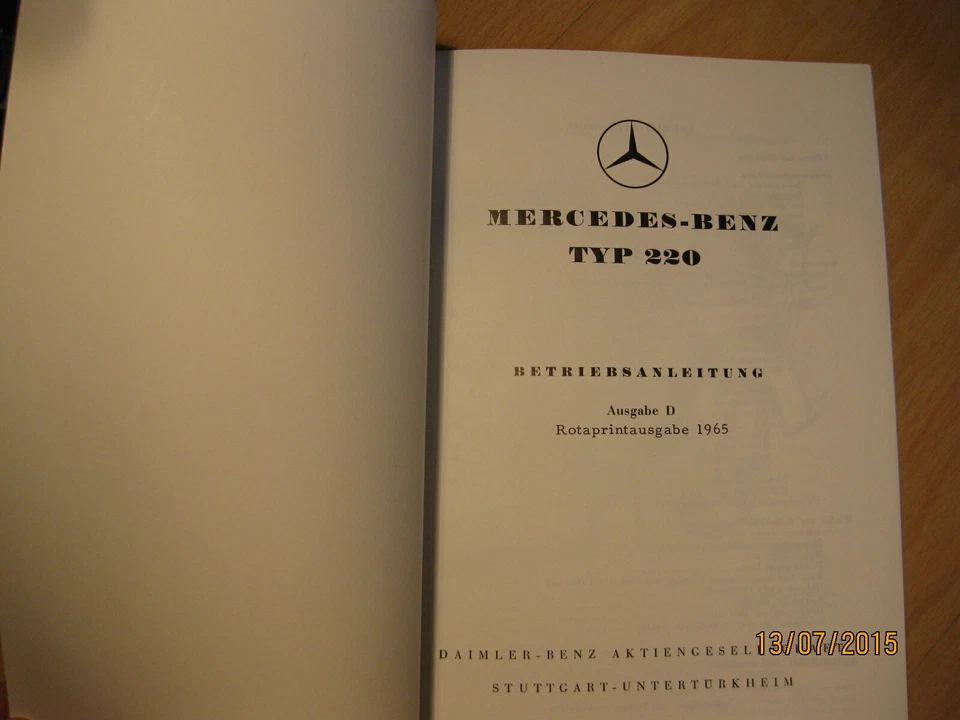 MERCEDES-BENZ
TYP 220
BETRIEBSANLEITUNG
Ausgabe D
Rotaprintausgabe 1965
13/07/2015
DAIMLER-BENZ
STUTTGART-UNTERTÜRKHEIM